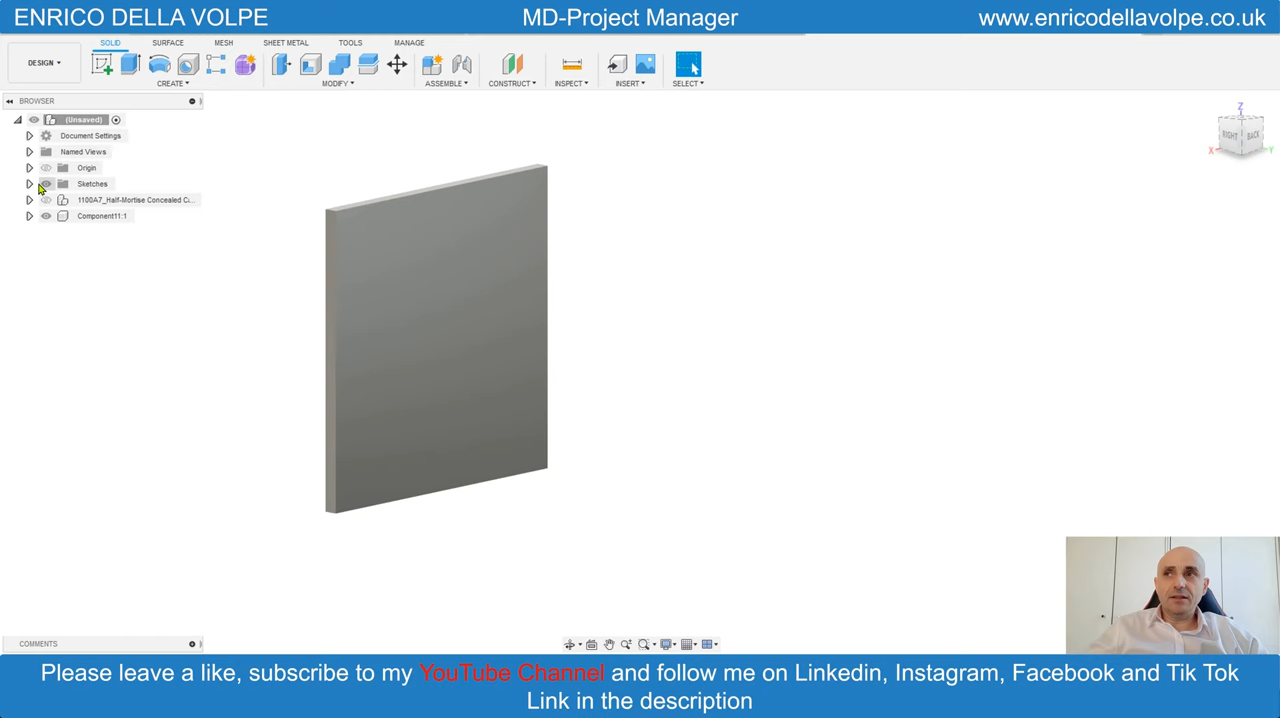 ENRICO DELLA VOLPE MD-Project Manager www.enricodellavolpe.co.uk
SOLID SURFACE MESH SHEET METAL TOOLS MANAGE
DESIGN
CREATE MODIFY ASSEMBLE CONSTRUCT INSPECT INSERT SELECT
BROWSER
(Unsaved)
Document Settings
Named Views
Origin
Sketches
1100A7_Half-Mortise Concealed C...
Component11:1
Z
RIGHT BACK
X Y
COMMENTS
Please leave a like, subscribe to my YouTube Channel and follow me on Linkedin, Instagram, Facebook and Tik Tok
Link in the description